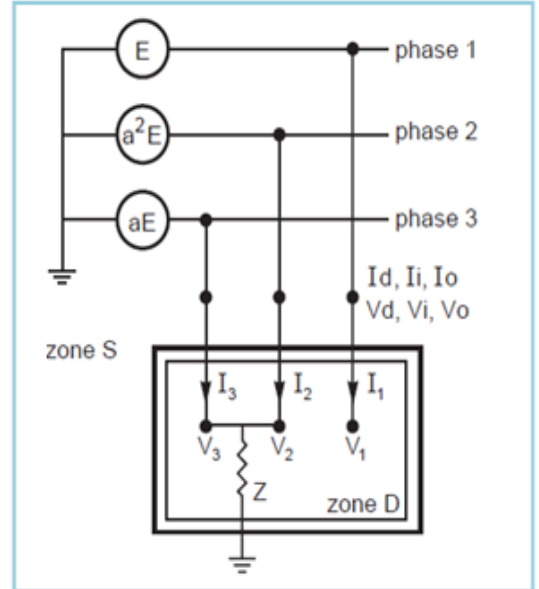 E
phase 1
a²E
phase 2
aE
phase 3
Id, Ii, Io
Vd, Vi, Vo
zone S
I₃ I₂ I₁
V₃ V₂ V₁
Z
zone D